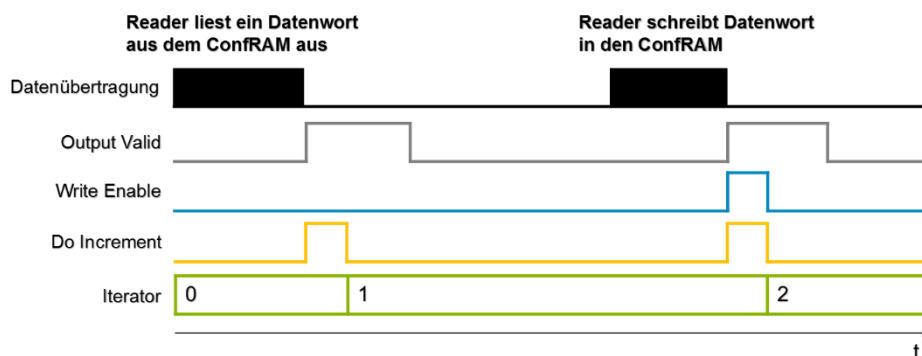 Reader liest ein Datenwort
aus dem ConfRAM aus
Reader schreibt Datenwort
in den ConfRAM
Datenübertragung
Output Valid
Write Enable
Do Increment
Iterator
0
1
2
t